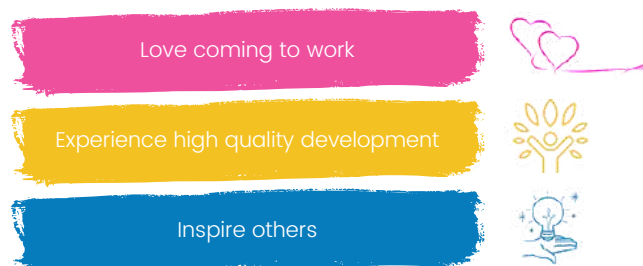 Love coming to work
Experience high quality development
Inspire others